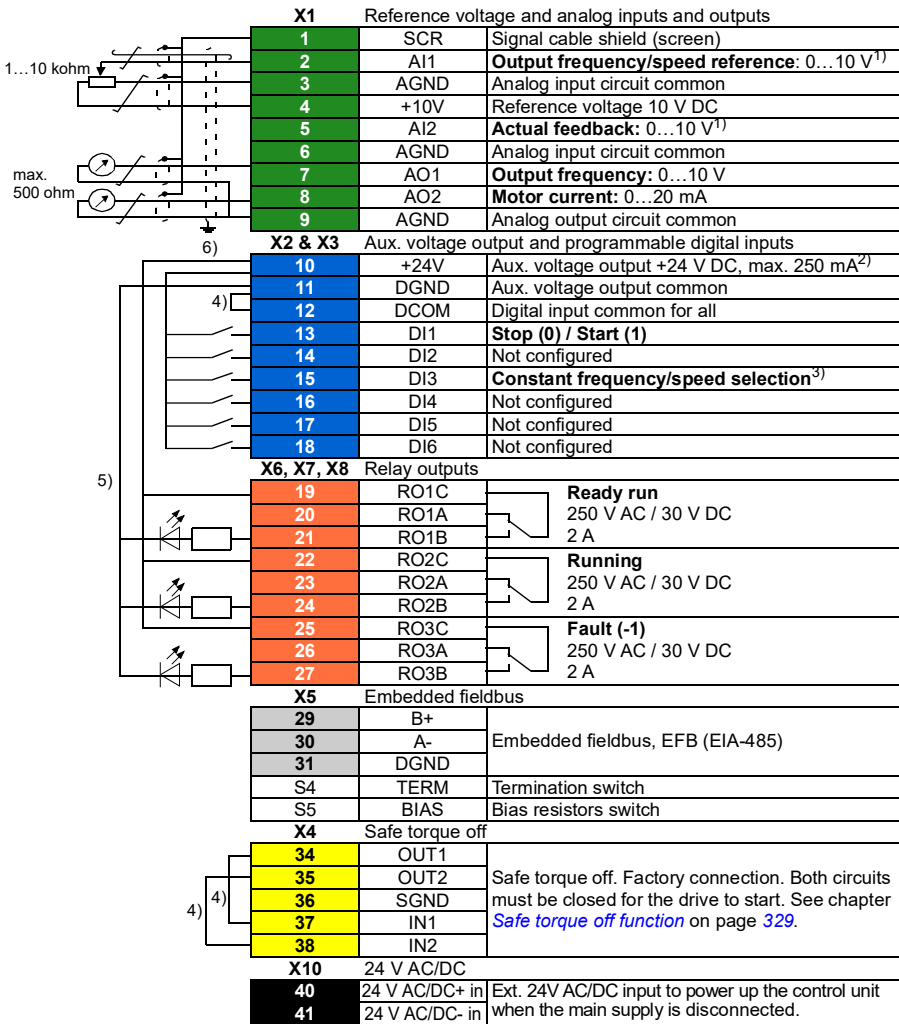 X1 Reference voltage and analog inputs and outputs
1 SCR Signal cable shield (screen)
1…10 kohm
2 AI1 Output frequency/speed reference: 0…10 V1)
3 AGND Analog input circuit common
4 +10V Reference voltage 10 V DC
5 AI2 Actual feedback: 0…10 V1)
6 AGND Analog input circuit common
max.
500 ohm
7 AO1 Output frequency: 0…10 V
8 AO2 Motor current: 0…20 mA
9 AGND Analog output circuit common
6)
X2 & X3 Aux. voltage output and programmable digital inputs
10 +24V Aux. voltage output +24 V DC, max. 250 mA2)
11 DGND Aux. voltage output common
4)
12 DCOM Digital input common for all
13 DI1 Stop (0) / Start (1)
14 DI2 Not configured
15 DI3 Constant frequency/speed selection3)
16 DI4 Not configured
17 DI5 Not configured
18 DI6 Not configured
5)
X6, X7, X8 Relay outputs
19 RO1C Ready run
20 RO1A 250 V AC / 30 V DC
21 RO1B 2 A
22 RO2C Running
23 RO2A 250 V AC / 30 V DC
24 RO2B 2 A
25 RO3C Fault (-1)
26 RO3A 250 V AC / 30 V DC
27 RO3B 2 A
X5 Embedded fieldbus
29 B+
30 A- Embedded fieldbus, EFB (EIA-485)
31 DGND
S4 TERM Termination switch
S5 BIAS Bias resistors switch
X4 Safe torque off
34 OUT1
35 OUT2 Safe torque off. Factory connection. Both circuits
36 SGND must be closed for the drive to start. See chapter
4) 4)
37 IN1 Safe torque off function on page 329.
38 IN2
X10 24 V AC/DC
40 24 V AC/DC+ in Ext. 24V AC/DC input to power up the control unit
41 24 V AC/DC- in when the main supply is disconnected.